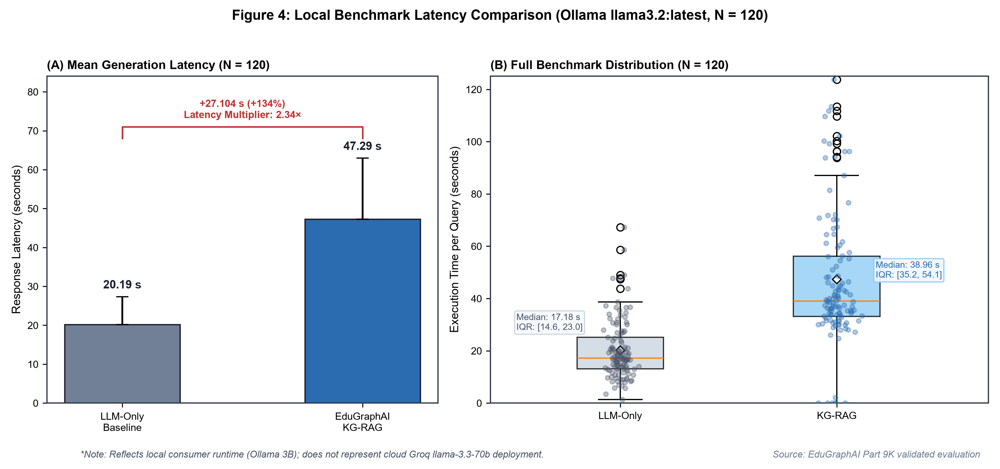 Figure 4: Local Benchmark Latency Comparison (Ollama llama3.2:latest, N = 120)
(A) Mean Generation Latency (N = 120)
Response Latency (seconds)
80
70
60
50
40
30
20
10
0
+27.104 s (+134%)
Latency Multiplier: 2.34×
47.29 s
20.19 s
LLM-Only
Baseline
EduGraphAI
KG-RAG
(B) Full Benchmark Distribution (N = 120)
Execution Time per Query (seconds)
120
100
80
60
40
20
0
Median: 17.18 s
IQR: [14.6, 23.0]
Median: 38.96 s
IQR: [35.2, 54.1]
LLM-Only
KG-RAG
*Note: Reflects local consumer runtime (Ollama 3B); does not represent cloud Groq llama-3.3-70b deployment.
Source: EduGraphAI Part 9K validated evaluation